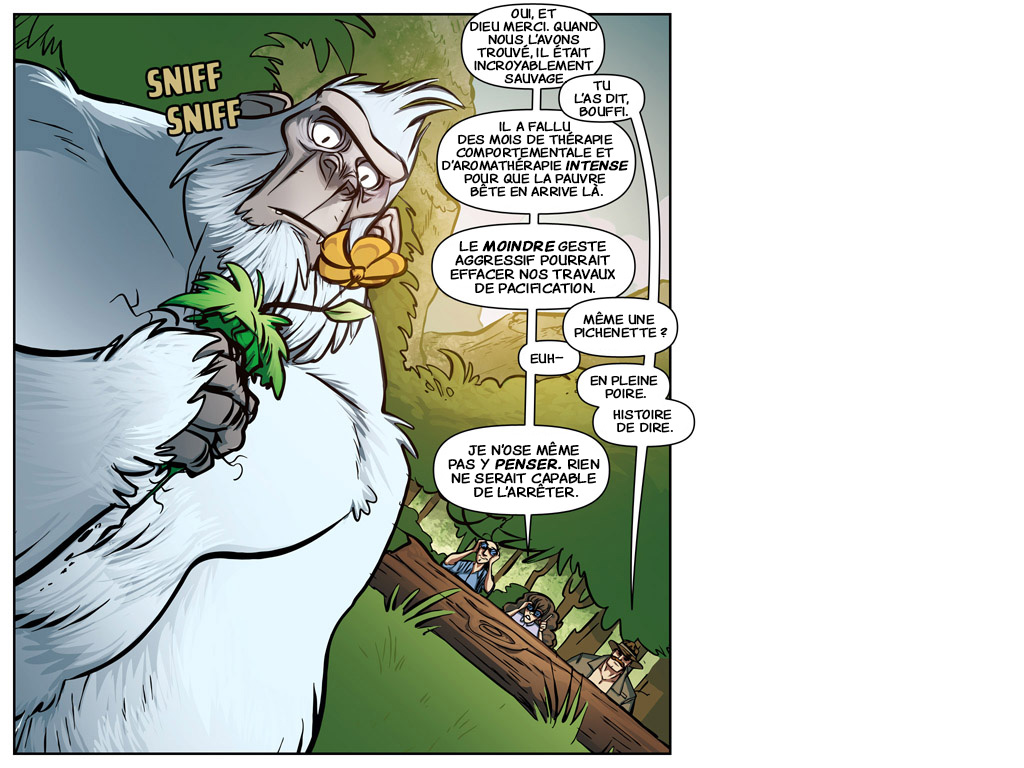 SNIFF
SNIFF
OUI, ET
DIEU MERCI. QUAND
NOUS L'AVONS
TROUVÉ, IL ÉTAIT
INCROYABLEMENT
SAUVAGE.
TU
L'AS DIT,
BOUFFI.
IL A FALLU
DES MOIS DE THÉRAPIE
COMPORTEMENTALE ET
D'AROMATHÉRAPIE INTENSE
POUR QUE LA PAUVRE
BÊTE EN ARRIVE LÀ.
LE MOINDRE GESTE
AGGRESSIF POURRAIT
EFFACER NOS TRAVAUX
DE PACIFICATION.
MÊME UNE
PICHENETTE ?
EUH-
EN PLEINE
POIRE.
HISTOIRE
DE DIRE.
JE N'OSE MÊME
PAS Y PENSER. RIEN
NE SERAIT CAPABLE
DE L'ARRÊTER.